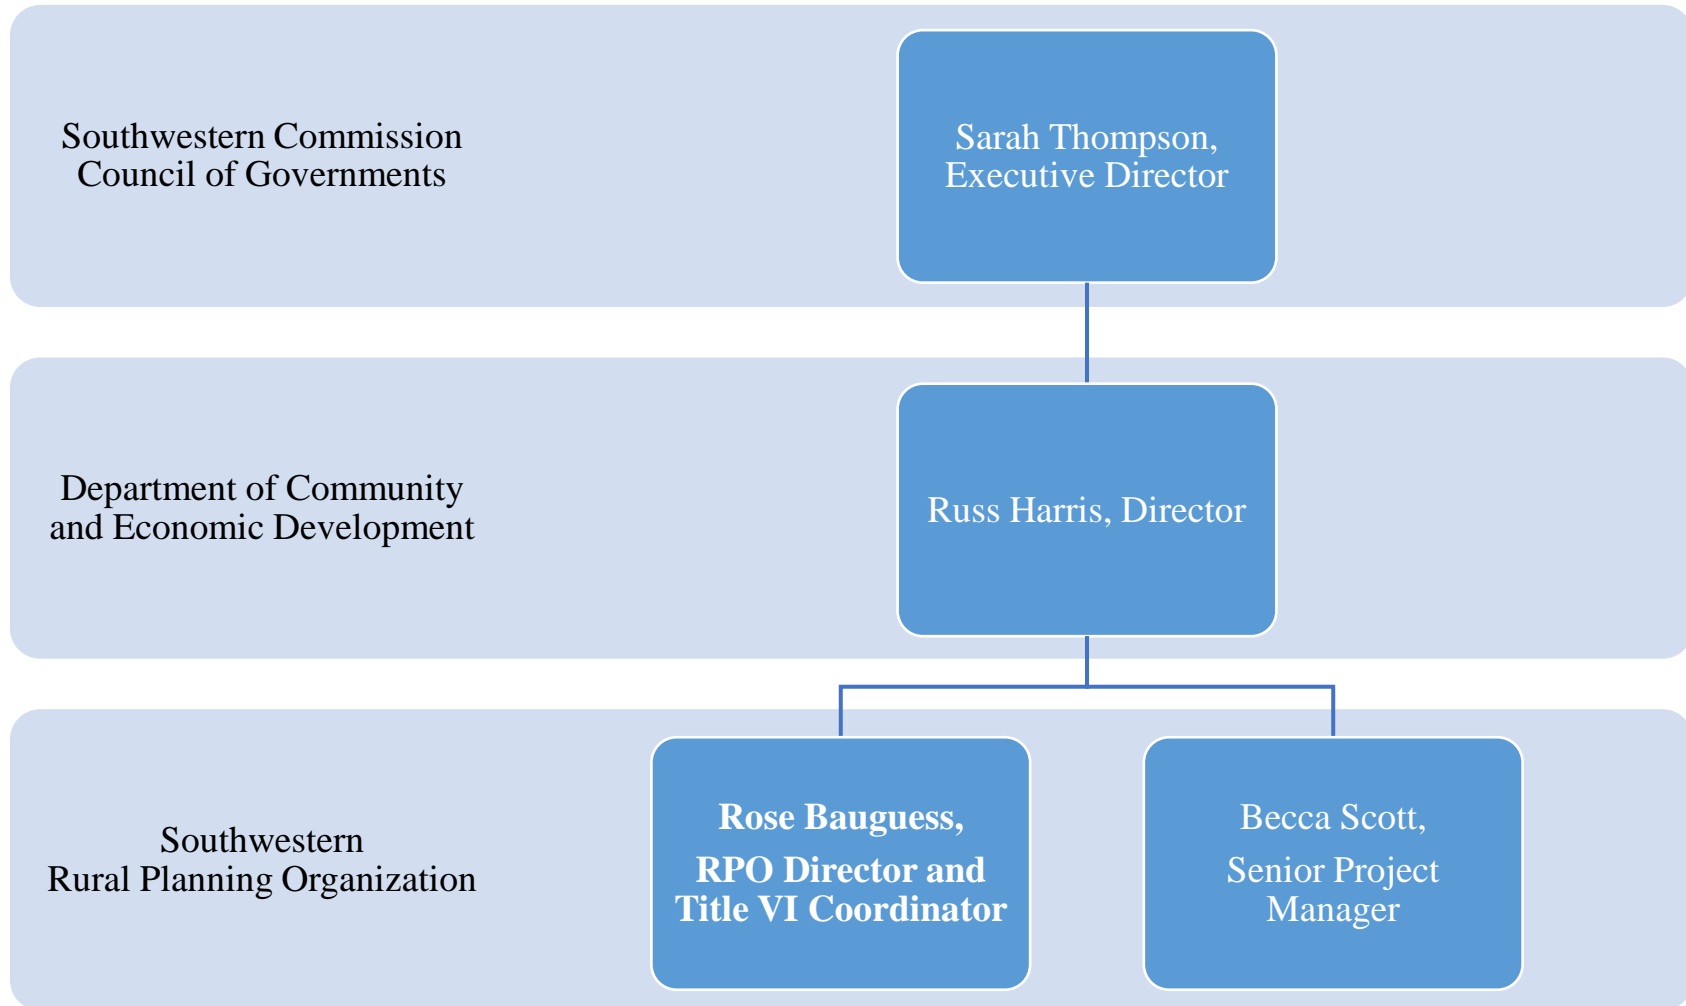 Southwestern Commission
Council of Governments
Sarah Thompson,
Executive Director
Department of Community
and Economic Development
Russ Harris, Director
Southwestern
Rural Planning Organization
Rose Bauguess,
RPO Director and
Title VI Coordinator
Becca Scott,
Senior Project
Manager